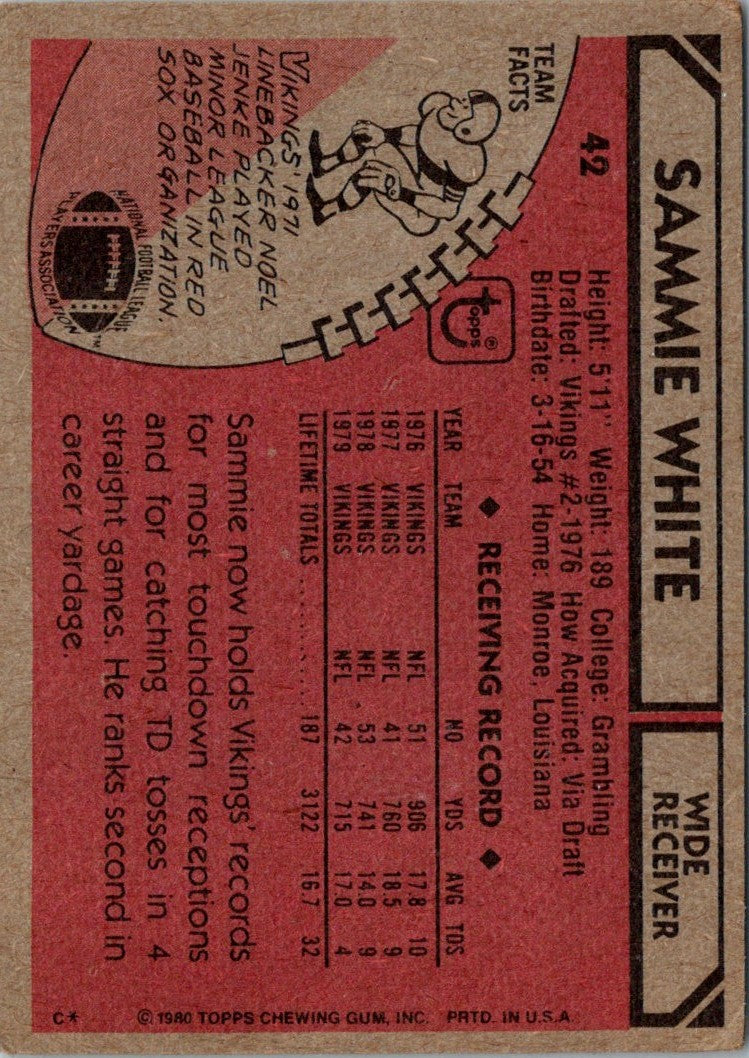 SAMMIE WHITE
WIDE
RECEIVER
42
Height: 5'11" Weight: 189 College: Grambling
Drafted: Vikings #2-1976 How Acquired: Via Draft
Birthdate: 3-16-54 Home: Monroe, Louisiana
TEAM
FACTS
topps®
◆ RECEIVING RECORD ◆
YEAR TEAM NO YDS AVG TDS
1976 VIKINGS NFL 51 906 17.8 10
1977 VIKINGS NFL 41 760 18.5 9
1978 VIKINGS NFL 53 741 14.0 9
1979 VIKINGS NFL 42 715 17.0 4
LIFETIME TOTALS .............. 187 3122 16.7 32
VIKINGS' 1971
LINEBACKER NOEL
JENKE PLAYED
MINOR LEAGUE
BASEBALL IN RED
SOX ORGANIZATION.
NATIONAL FOOTBALL LEAGUE
PLAYERS ASSOCIATION™
Sammie now holds Vikings' records
for most touchdown receptions
and for catching TD tosses in 4
straight games. He ranks second in
career yardage.
C* © 1980 TOPPS CHEWING GUM, INC. PRTD. IN U.S.A.